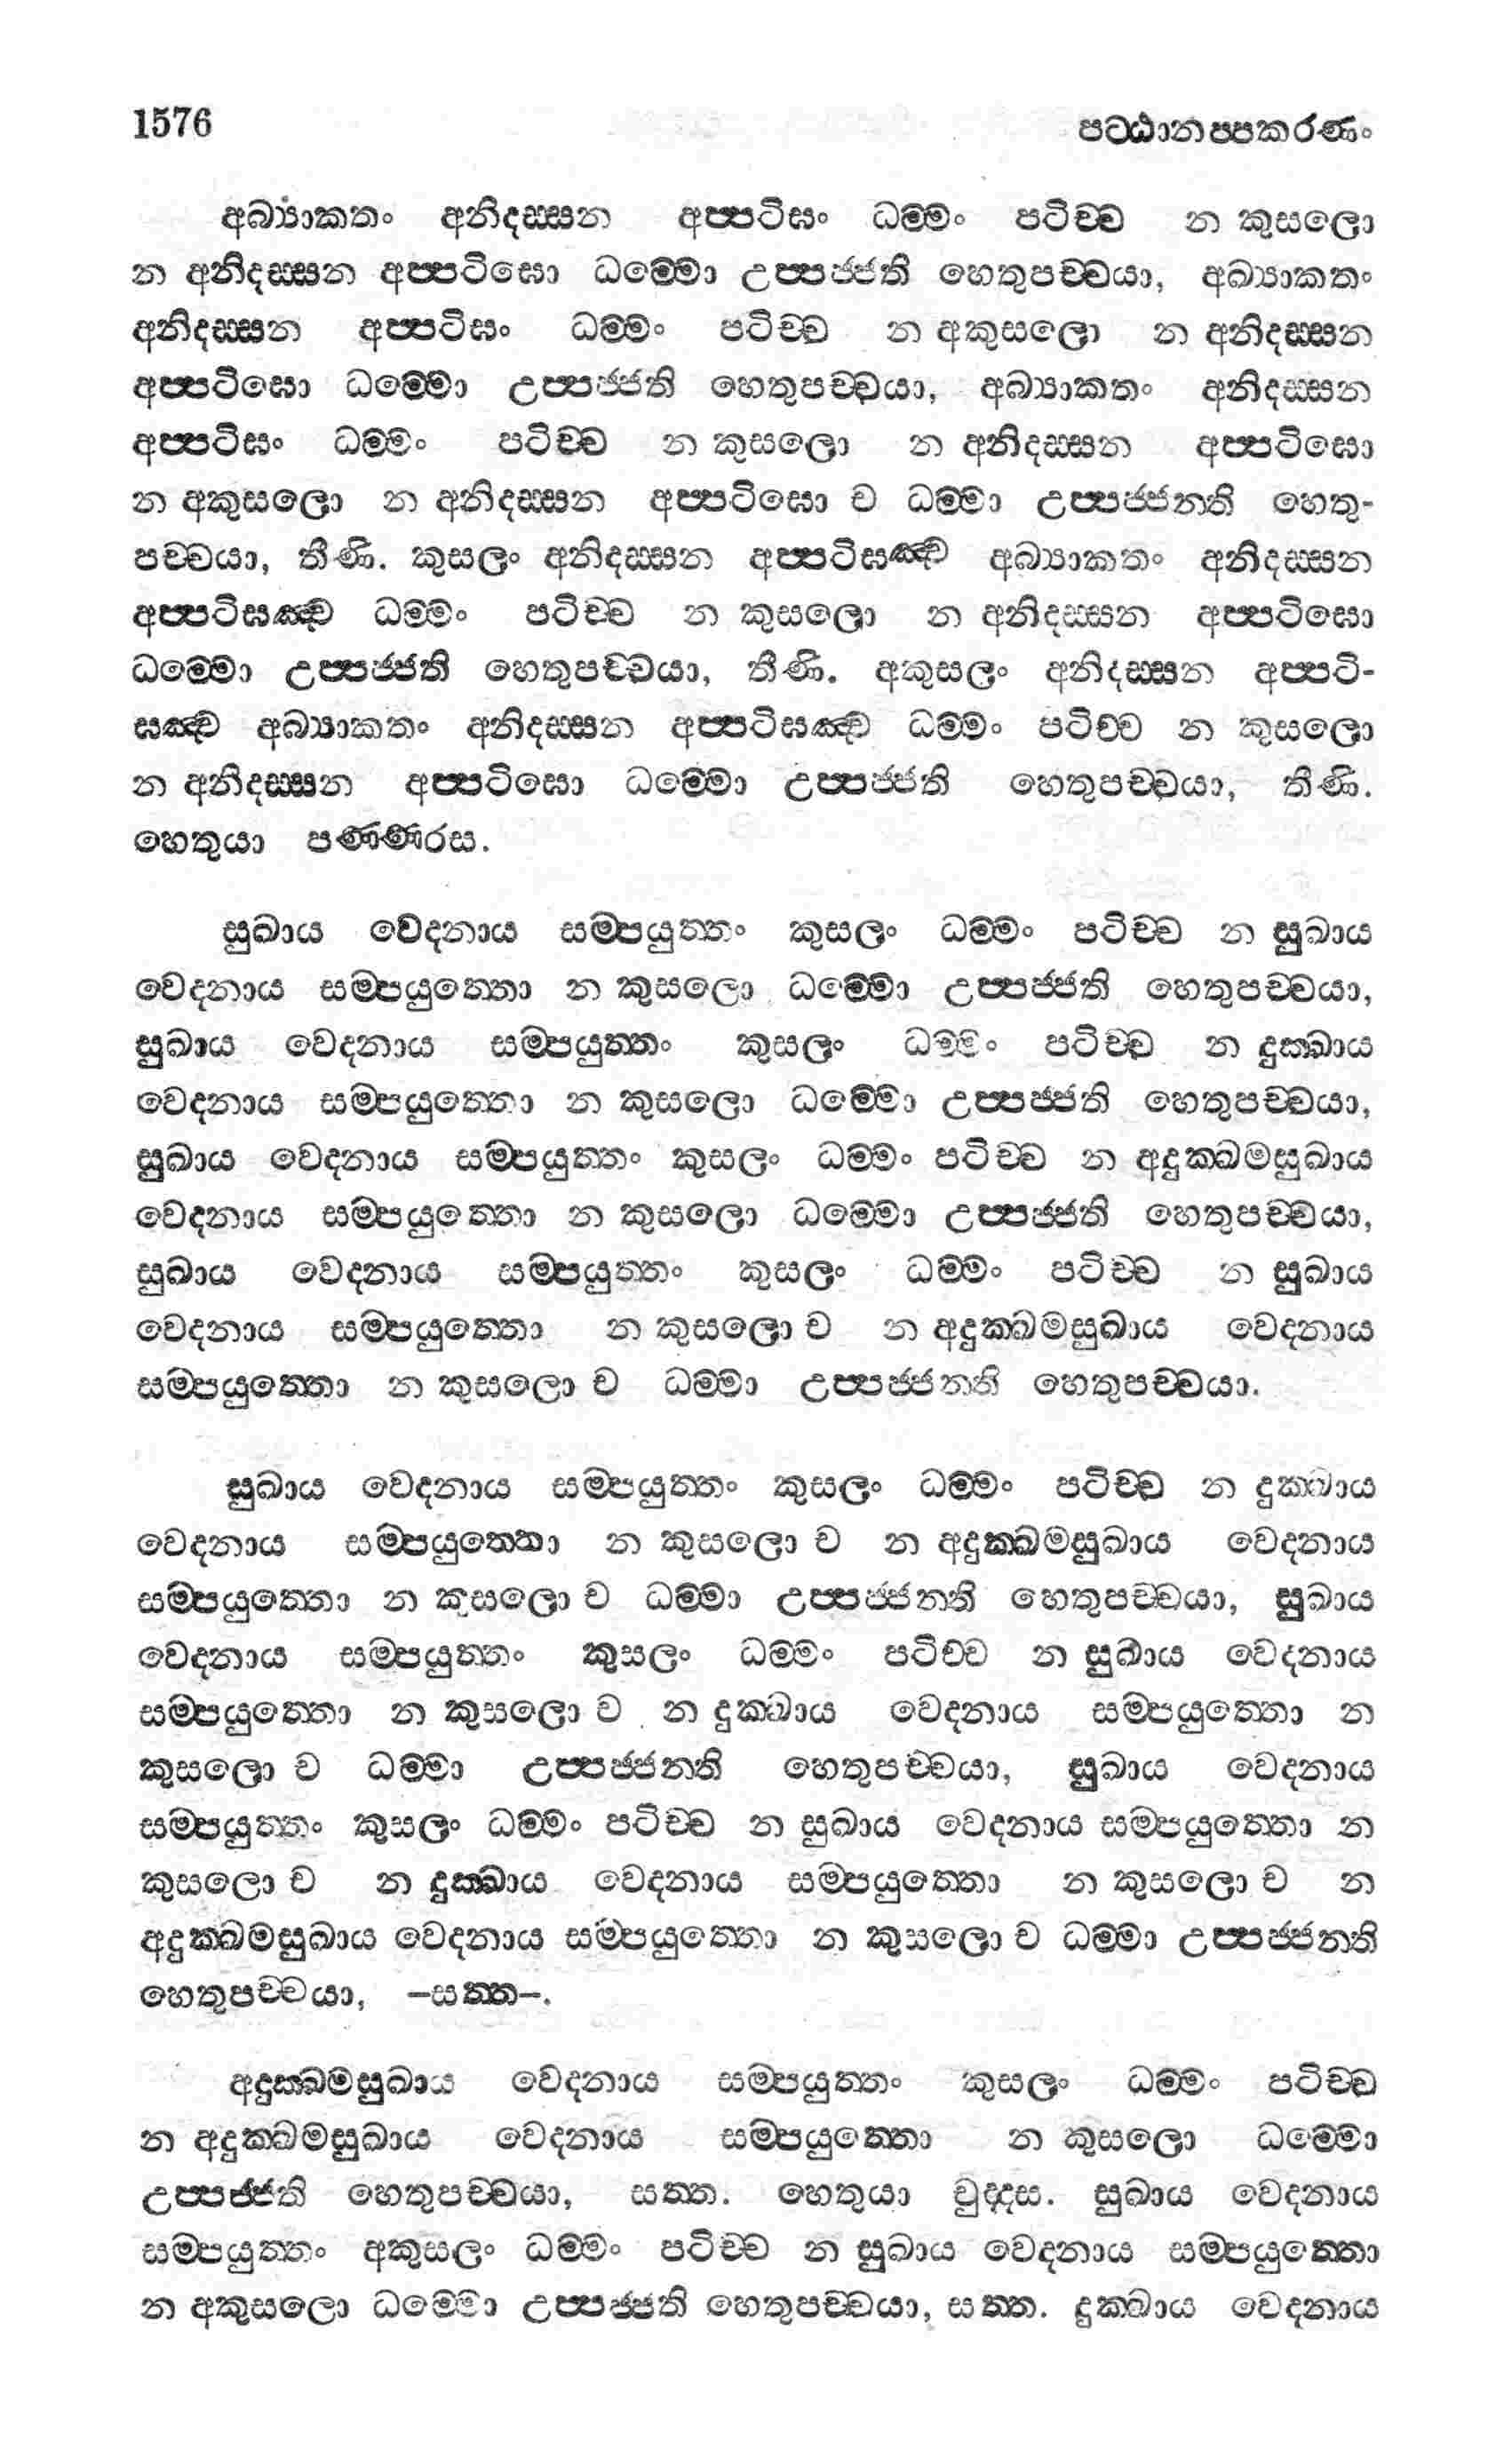 1576 පට්ඨානප්පකරණං
අබ්‍යාකතං අනිදස්සන අප්පටිඝං ධම්මං පටිච්ච න කුසලො
න අනිදස්සන අප්පටිඝො ධම්මො උප්පජ්ජති හෙතුපච්චයා, අඛ්‍යාකතං
අනිදස්සන අප්පටිඝං ධම්මං පටිච්ච න අකුසලො න අනිදස්සන
අප්පටිඝො ධම්මො උප්පජ්ජති හෙතුපච්චයා, අබ්‍යාකතං අනිදස්සන
අප්පටිඝං ධම්මං පටිච්ච න කුසලො න අනිදස්සන අප්පටිඝො
න අකුසලො න අනිදස්සන අප්පටිඝො ච ධම්මා උප්පජ්ජන්ති හෙතු-
පච්චයා, තීණි. කුසලං අනිදස්සන අප්පටිඝඤ්ච අබ්‍යාකතං අනිදස්සන
අප්පටිඝඤ්ච ධම්මං පටිච්ච න කුසලො න අනිදස්සන අප්පටිඝො
ධම්මො උප්පජ්ජති හෙතුපච්චයා, තීණි. අකුසලං අනිදස්සන අප්පටි-
ඝඤ්ච අබ්‍යාකතං අනිදස්සන අප්පටිඝඤ්ච ධම්මං පටිච්ච න කුසලො
න අනිදස්සන අප්පටිඝො ධම්මො උප්පජ්ජති හෙතුපච්චයා, තීණි.
හෙතුයා පණ්ණරස.
සුඛාය වෙදනාය සම්පයුත්තං කුසලං ධම්මං පටිච්ච න සුඛාය
වෙදනාය සම්පයුත්තො න කුසලො ධම්මො උප්පජ්ජති හෙතුපච්චයා,
සුඛාය වෙදනාය සම්පයුත්තං කුසලං ධම්මං පටිච්ච න දුක්ඛාය
වෙදනාය සම්පයුත්තො න කුසලො ධම්මො උප්පජ්ජති හෙතුපච්චයා,
සුඛාය වෙදනාය සම්පයුත්තං කුසලං ධම්මං පටිච්ච න අදුක්ඛමසුඛාය
වෙදනාය සම්පයුත්තො න කුසලො ධම්මො උප්පජ්ජති හෙතුපච්චයා,
සුඛාය වෙදනාය සම්පයුත්තං කුසලං ධම්මං පටිච්ච න සුඛාය
වෙදනාය සම්පයුත්තො න කුසලො ච න අදුක්ඛමසුඛාය වෙදනාය
සම්පයුත්තො න කුසලො ච ධම්මා උප්පජ්ජන්ති හෙතුපච්චයා.
සුඛාය වෙදනාය සම්පයුත්තං කුසලං ධම්මං පටිච්ච න දුක්ඛාය
වෙදනාය සම්පයුත්තො න කුසලො ච න අදුක්ඛමසුඛාය වෙදනාය
සම්පයුත්තො න කුසලො ච ධම්මා උප්පජ්ජන්ති හෙතුපච්චයා, සුඛාය
වෙදනාය සම්පයුත්තං කුසලං ධම්මං පටිච්ච න සුඛාය වෙදනාය
සම්පයුත්තො න කුසලො ච න දුක්ඛාය වෙදනාය සම්පයුත්තො න
කුසලො ච ධම්මා උප්පජ්ජන්ති හෙතුපච්චයා, සුඛාය වෙදනාය
සම්පයුත්තං කුසලං ධම්මං පටිච්ච න සුඛාය වෙදනාය සම්පයුත්තො න
කුසලො ච න දුක්ඛාය වෙදනාය සම්පයුත්තො න කුසලො ච න
අදුක්ඛමසුඛාය වෙදනාය සම්පයුත්තො න කුසලො ච ධම්මා උප්පජ්ජන්ති
හෙතුපච්චයා, –සත්ත–.
අදුක්ඛමසුඛාය වෙදනාය සම්පයුත්තං කුසලං ධම්මං පටිච්ච
න අදුක්ඛමසුඛාය වෙදනාය සම්පයුත්තො න කුසලො ධම්මො
උප්පජ්ජති හෙතුපච්චයා, සත්ත. හෙතුයා චුද්දස. සුඛාය වෙදනාය
සම්පයුත්තං අකුසලං ධම්මං පටිච්ච න සුඛාය වෙදනාය සම්පයුත්තො
න අකුසලො ධම්මො උප්පජ්ජති හෙතුපච්චයා, සත්ත. දුක්ඛාය වෙදනාය